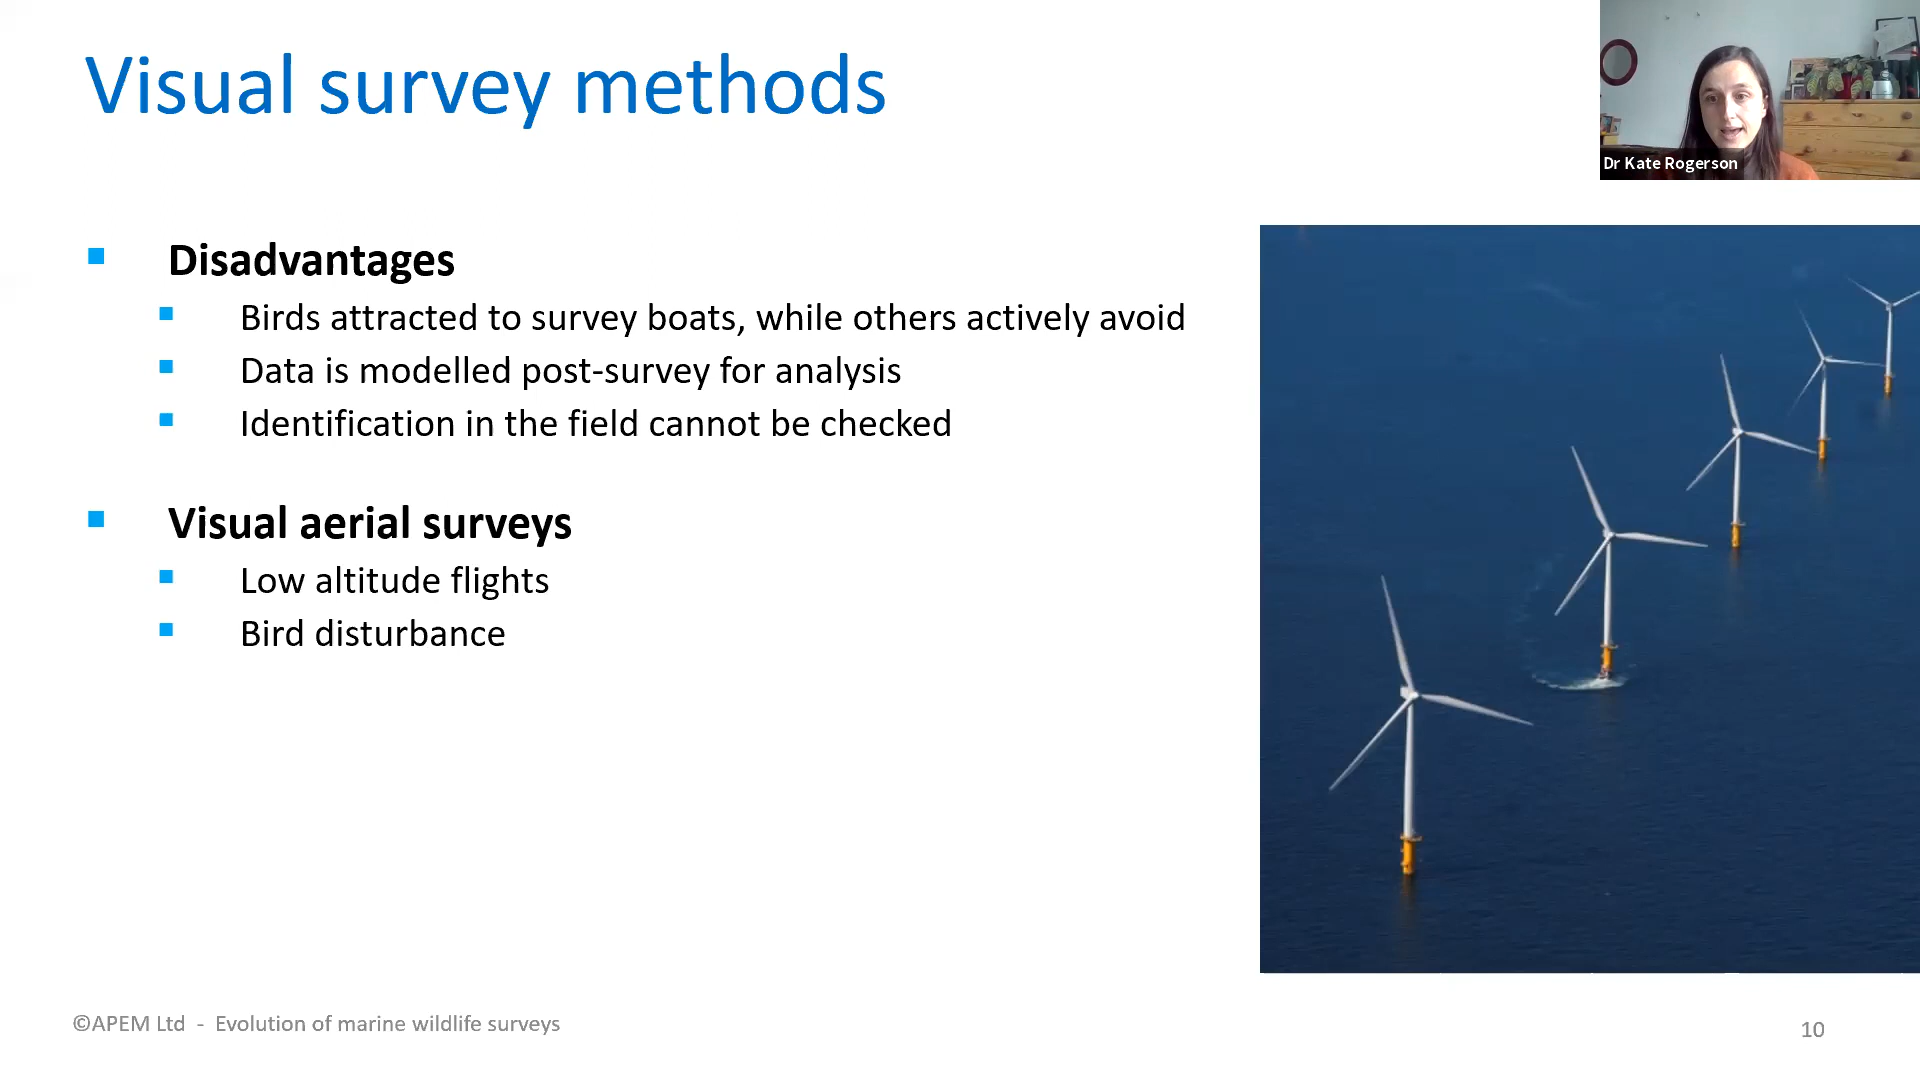 Visual survey methods
Dr Kate Rogerson
Disadvantages
Birds attracted to survey boats, while others actively avoid
Data is modelled post-survey for analysis
Identification in the field cannot be checked
Visual aerial surveys
Low altitude flights
Bird disturbance
©APEM Ltd - Evolution of marine wildlife surveys
10